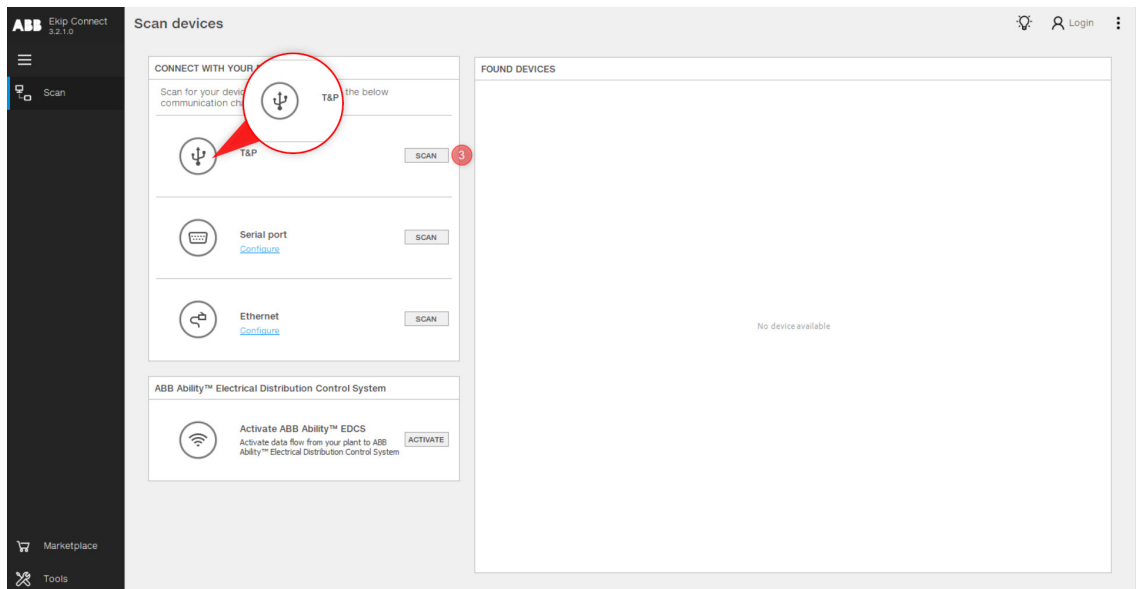 ABB Ekip Connect
3.2.1.0
Scan devices
Login
Scan
CONNECT WITH YOUR
Scan for your the below
communication
T&P
T&P
SCAN
3
Serial port
Configure
SCAN
Ethernet
Configure
SCAN
FOUND DEVICES
No device available
ABB Ability™ Electrical Distribution Control System
Activate ABB Ability™ EDCS
Activate data flow from your plant to ABB
Ability™ Electrical Distribution Control System
ACTIVATE
Marketplace
Tools